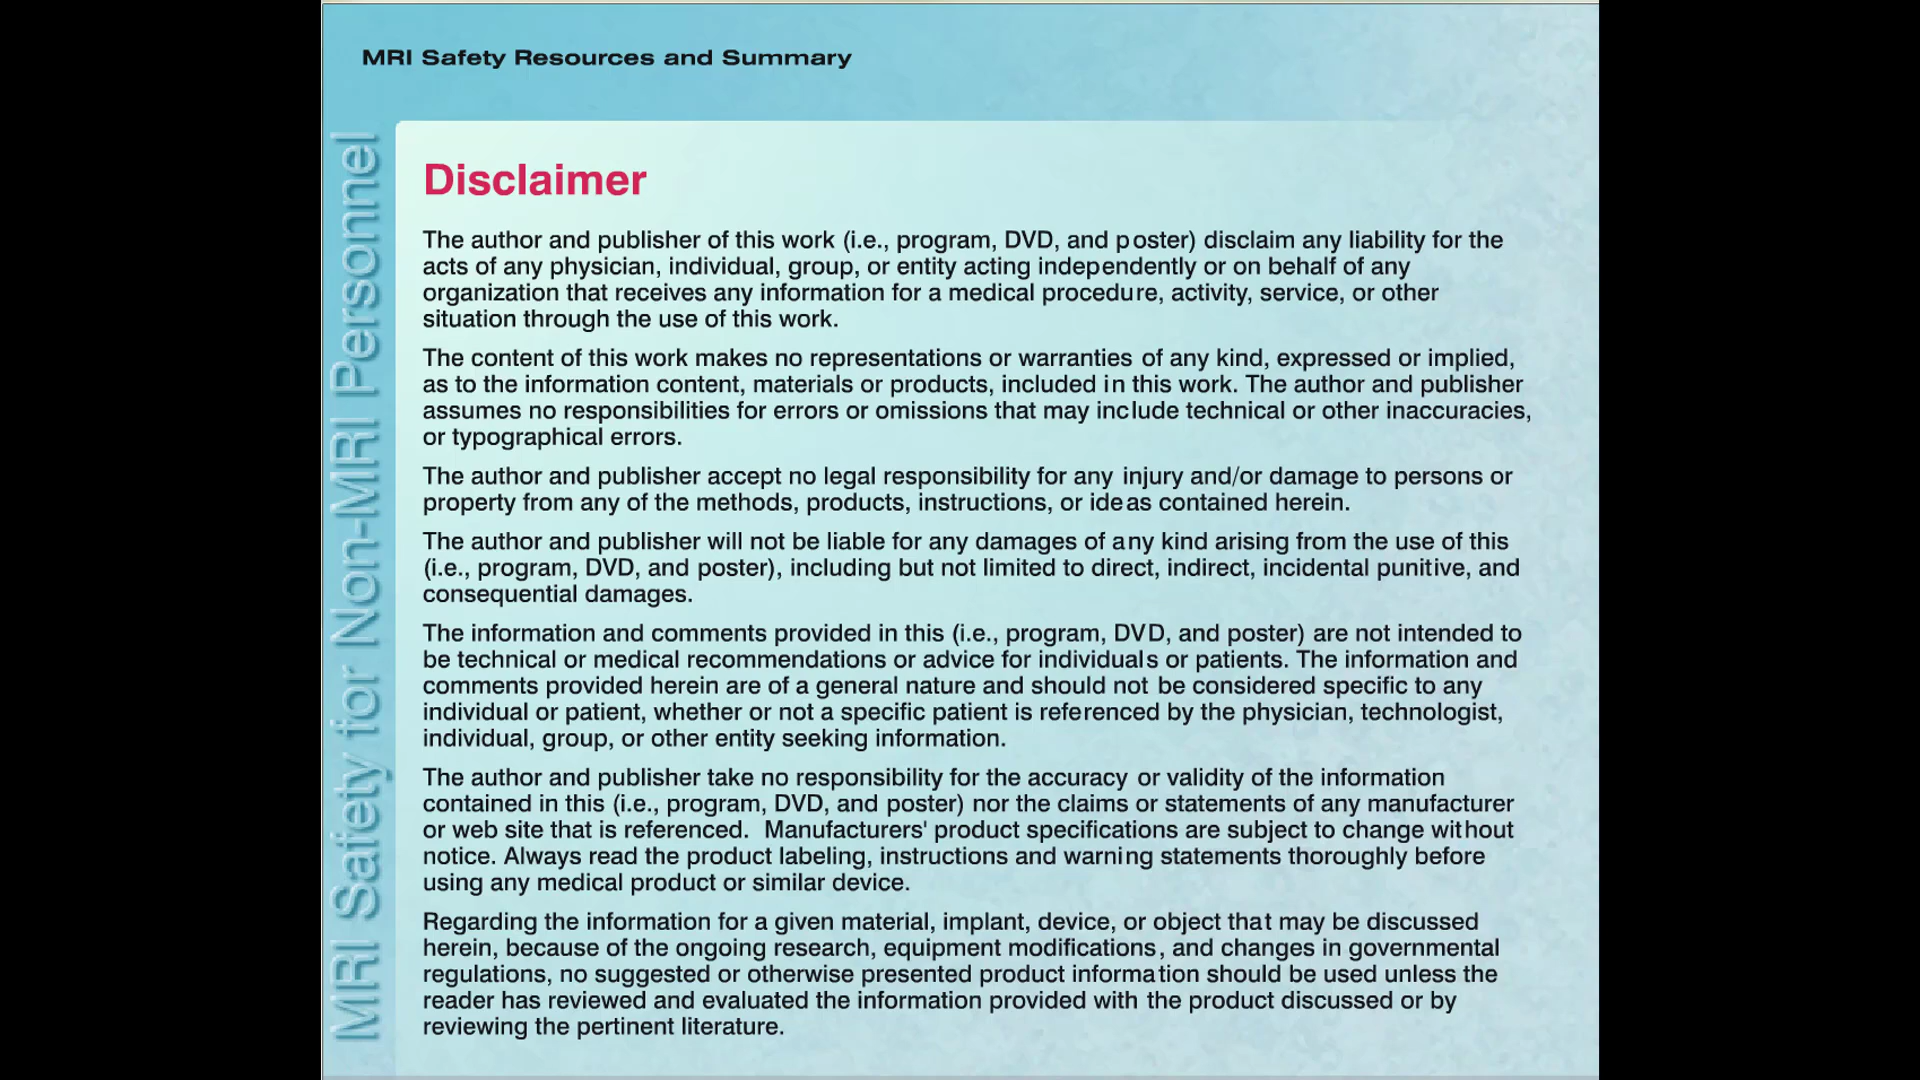 MRI Safety Resources and Summary
MRI Safety for Non-MRI Personnel
Disclaimer
The author and publisher of this work (i.e., program, DVD, and poster) disclaim any liability for the
acts of any physician, individual, group, or entity acting independently or on behalf of any
organization that receives any information for a medical procedure, activity, service, or other
situation through the use of this work.
The content of this work makes no representations or warranties of any kind, expressed or implied,
as to the information content, materials or products, included in this work. The author and publisher
assumes no responsibilities for errors or omissions that may include technical or other inaccuracies,
or typographical errors.
The author and publisher accept no legal responsibility for any injury and/or damage to persons or
property from any of the methods, products, instructions, or ideas contained herein.
The author and publisher will not be liable for any damages of any kind arising from the use of this
(i.e., program, DVD, and poster), including but not limited to direct, indirect, incidental punitive, and
consequential damages.
The information and comments provided in this (i.e., program, DVD, and poster) are not intended to
be technical or medical recommendations or advice for individuals or patients. The information and
comments provided herein are of a general nature and should not be considered specific to any
individual or patient, whether or not a specific patient is referenced by the physician, technologist,
individual, group, or other entity seeking information.
The author and publisher take no responsibility for the accuracy or validity of the information
contained in this (i.e., program, DVD, and poster) nor the claims or statements of any manufacturer
or web site that is referenced.  Manufacturers' product specifications are subject to change without
notice. Always read the product labeling, instructions and warning statements thoroughly before
using any medical product or similar device.
Regarding the information for a given material, implant, device, or object that may be discussed
herein, because of the ongoing research, equipment modifications, and changes in governmental
regulations, no suggested or otherwise presented product information should be used unless the
reader has reviewed and evaluated the information provided with the product discussed or by
reviewing the pertinent literature.